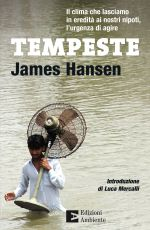 Il clima che lasciamo
in eredità ai nostri nipoti,
l'urgenza di agire
TEMPESTE
James Hansen
Introduzione
di Luca Mercalli
Edizioni
Ambiente